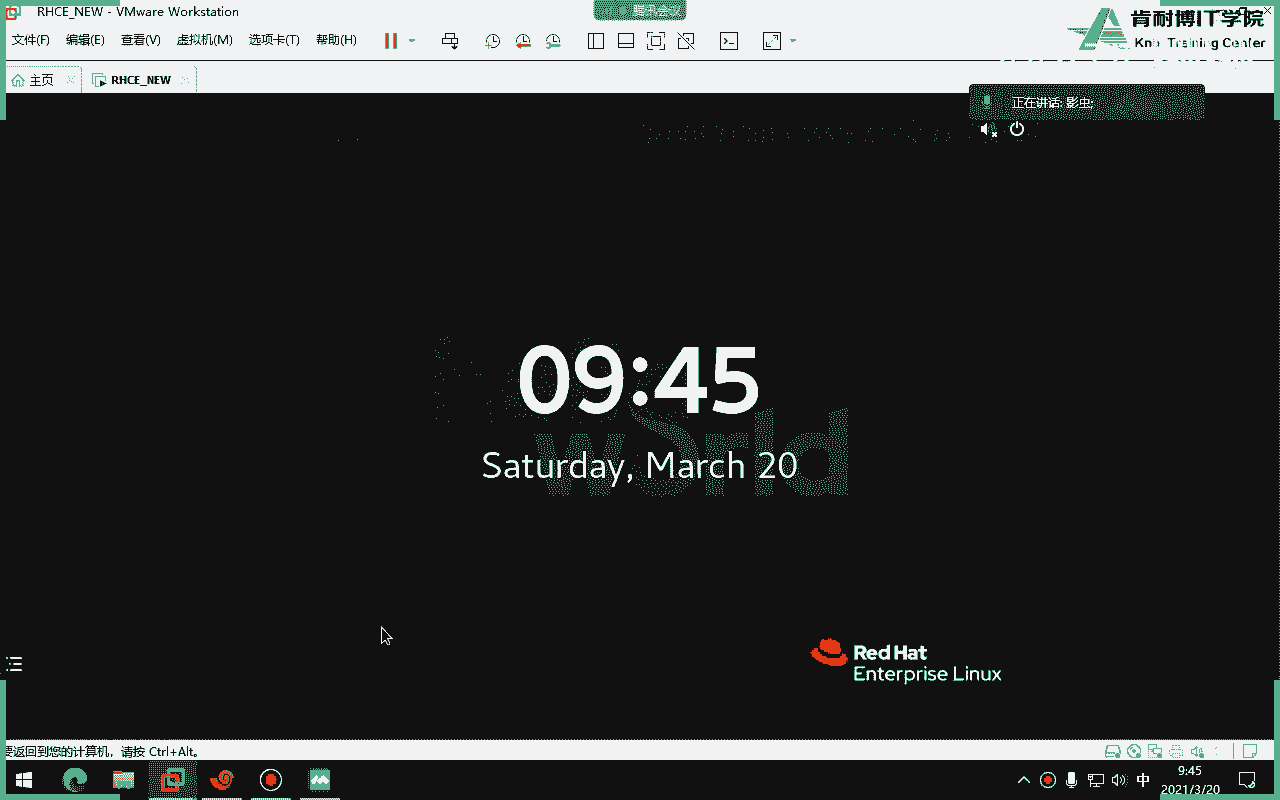 RHCE_NEW - VMware Workstation
腾讯会议
肯耐博IT学院
Training Center
文件(F) 编辑(E) 查看(V) 虚拟机(M) 选项卡(T) 帮助(H)
主页 RHCE_NEW
正在讲话: 影虫;
09:45
world
Saturday, March 20
Red Hat
Enterprise Linux
要返回到您的计算机，请按 Ctrl+Alt。
中
9:45
2021/3/20